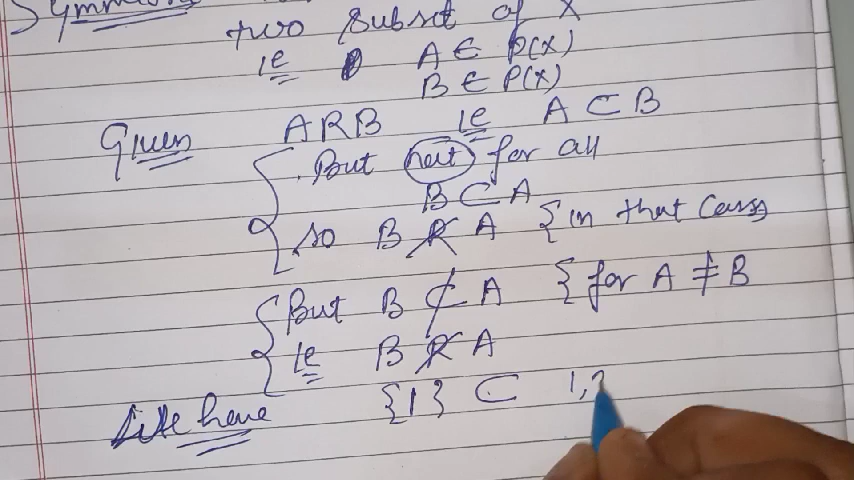 two subset of X
ie A ∈ P(X)
B ∈ P(X)
Given ARB ie A ⊂ B
But not for all
B ⊂ A
so B R̸ A { in that case
But B ⊄ A { for A ≠ B
ie B R̸ A
like here {1} ⊂ 1,2